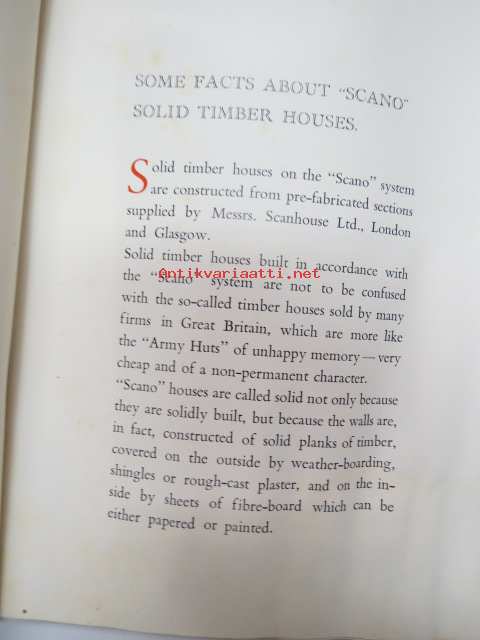 SOME FACTS ABOUT "SCANO"
SOLID TIMBER HOUSES.
Solid timber houses on the "Scano" system
are constructed from pre-fabricated sections
supplied by Messrs. Scanhouse Ltd., London
and Glasgow.
Solid timber houses built in accordance with
Antikvariaatti.net
the "Scano" system are not to be confused
with the so-called timber houses sold by many
firms in Great Britain, which are more like
the "Army Huts" of unhappy memory—very
cheap and of a non-permanent character.
"Scano" houses are called solid not only because
they are solidly built, but because the walls are,
in fact, constructed of solid planks of timber,
covered on the outside by weather-boarding,
shingles or rough-cast plaster, and on the in-
side by sheets of fibre-board which can be
either papered or painted.